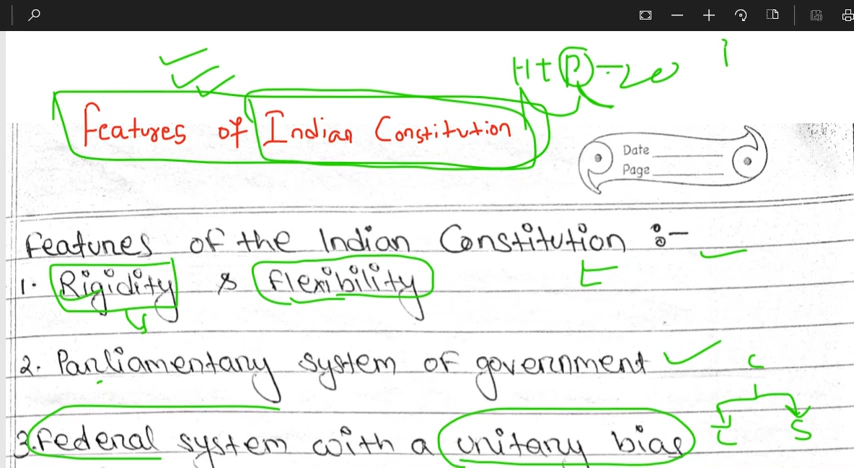 Features of Indian Constitution
Date
Page
Features of the Indian Constitution :-
1. Rigidity & flexibility
2. Parliamentary system of government
C
3. Federal system with a unitary bias
C S